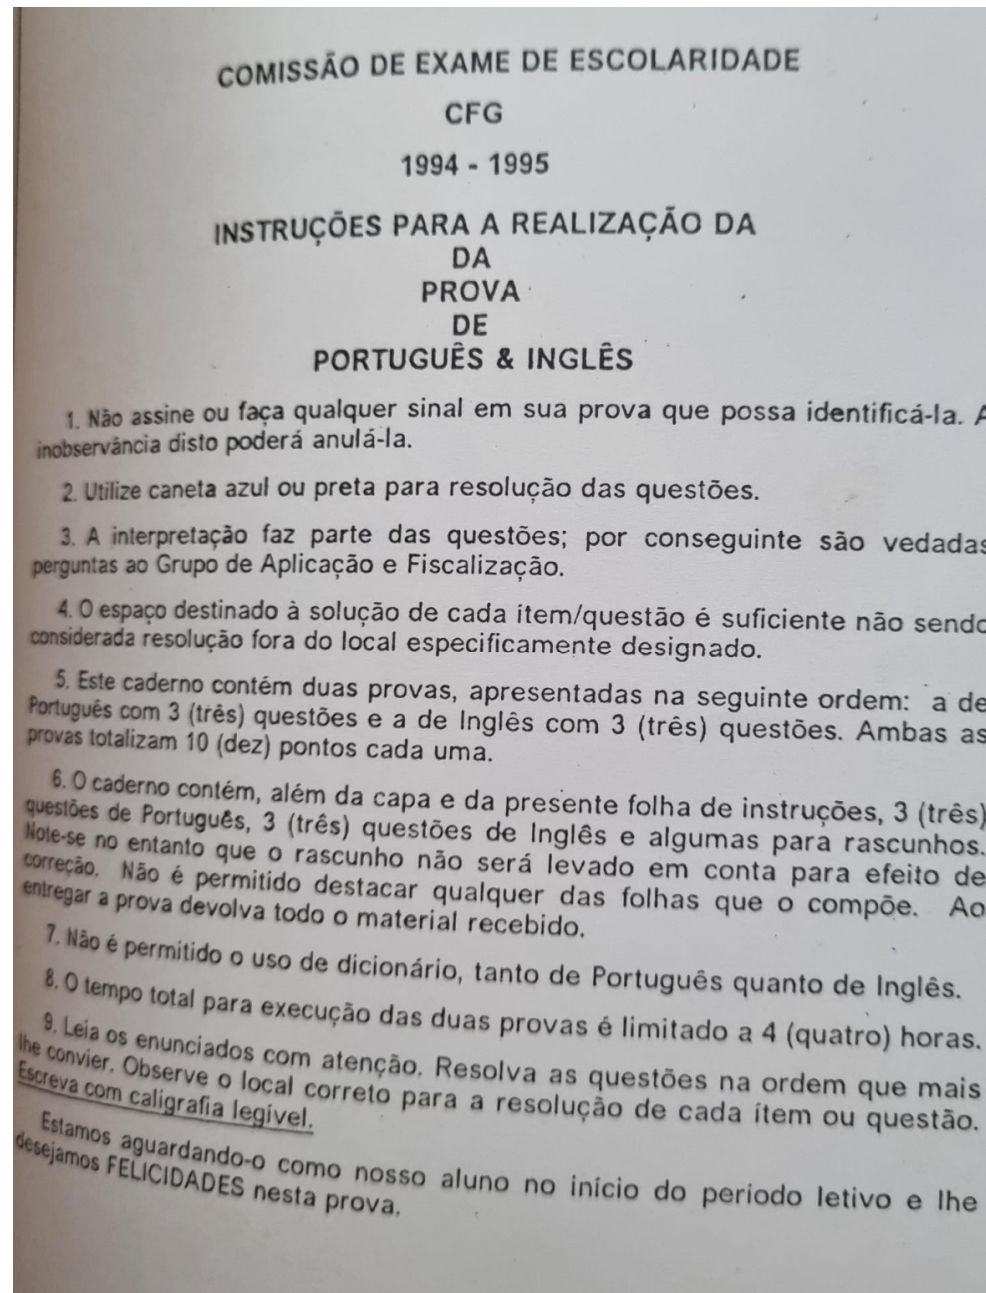 COMISSÃO DE EXAME DE ESCOLARIDADE
CFG
1994 - 1995
INSTRUÇÕES PARA A REALIZAÇÃO DA
DA
PROVA
DE
PORTUGUÊS & INGLÊS
1. Não assine ou faça qualquer sinal em sua prova que possa identificá-la. A
inobservância disto poderá anulá-la.
2. Utilize caneta azul ou preta para resolução das questões.
3. A interpretação faz parte das questões; por conseguinte são vedadas
perguntas ao Grupo de Aplicação e Fiscalização.
4. O espaço destinado à solução de cada ítem/questão é suficiente não sendo
considerada resolução fora do local especificamente designado.
5. Este caderno contém duas provas, apresentadas na seguinte ordem: a de
Português com 3 (três) questões e a de Inglês com 3 (três) questões. Ambas as
provas totalizam 10 (dez) pontos cada uma.
6. O caderno contém, além da capa e da presente folha de instruções, 3 (três)
questões de Português, 3 (três) questões de Inglês e algumas para rascunhos.
Note-se no entanto que o rascunho não será levado em conta para efeito de
correção. Não é permitido destacar qualquer das folhas que o compõe. Ao
entregar a prova devolva todo o material recebido.
7. Não é permitido o uso de dicionário, tanto de Português quanto de Inglês.
8. O tempo total para execução das duas provas é limitado a 4 (quatro) horas.
9. Leia os enunciados com atenção. Resolva as questões na ordem que mais
lhe convier. Observe o local correto para a resolução de cada ítem ou questão.
Escreva com caligrafia legível.
Estamos aguardando-o como nosso aluno no início do período letivo e lhe
desejamos FELICIDADES nesta prova.